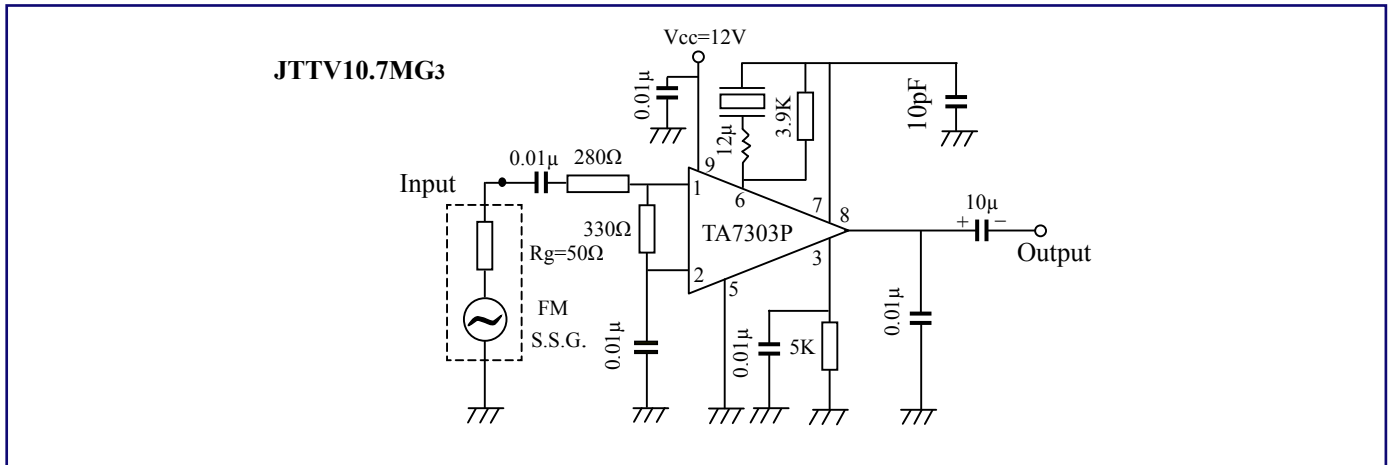 Vcc=12V
JTTV10.7MG3
0.01µ
12µ
3.9K
10pF
0.01µ
280Ω
Input
1
9
6
7
8
10µ
+
−
330Ω
TA7303P
Rg=50Ω
2
5
3
Output
FM
S.S.G.
0.01µ
0.01µ
5K
0.01µ